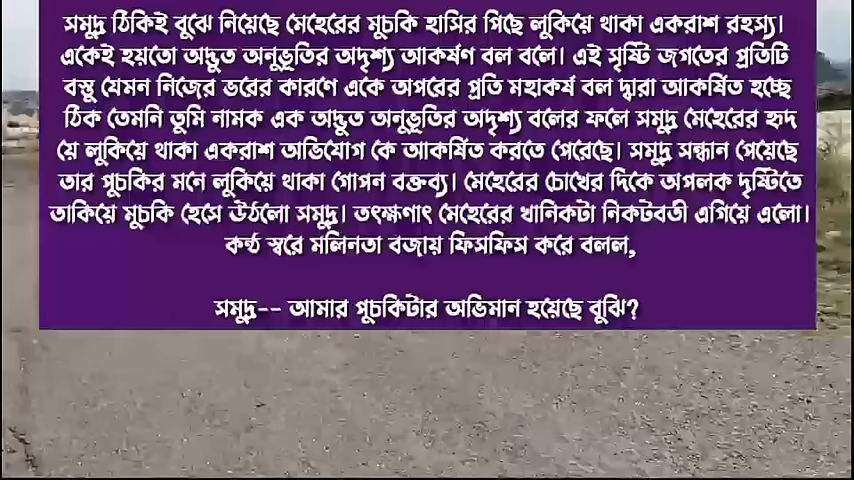 সমুদ্র ঠিকিই বুঝে নিয়েছে মেহেরের মুচকি হাসির পিছে লুকিয়ে থাকা একরাশ রহস্য।
একেই হয়তো অদ্ভুত অনুভূতির অদৃশ্য আকর্ষণ বল বলে। এই সৃষ্টি জগতের প্রতিটি
বস্তু যেমন নিজের ভরের কারণে একে অপরের প্রতি মহাকর্ষ বল দ্বারা আকর্ষিত হচ্ছে
ঠিক তেমনি তুমি নামক এক অদ্ভুত অনুভূতির অদৃশ্য বলের ফলে সমুদ্র মেহেরের হৃদ
য়ে লুকিয়ে থাকা একরাশ অভিযোগ কে আকর্ষিত করতে পেরেছে। সমুদ্র সন্ধান পেয়েছে
তার পুচকির মনে লুকিয়ে থাকা গোপন বক্তব্য। মেহেরের চোখের দিকে অপলক দৃষ্টিতে
তাকিয়ে মুচকি হেসে উঠলো সমুদ্র। তৎক্ষণাৎ মেহেরের খানিকটা নিকটবর্তী এগিয়ে এলো।
কন্ঠ স্বরে মলিনতা বজায় ফিসফিস করে বলল,
সমুদ্র-- আমার পুচকিটার অভিমান হয়েছে বুঝি?